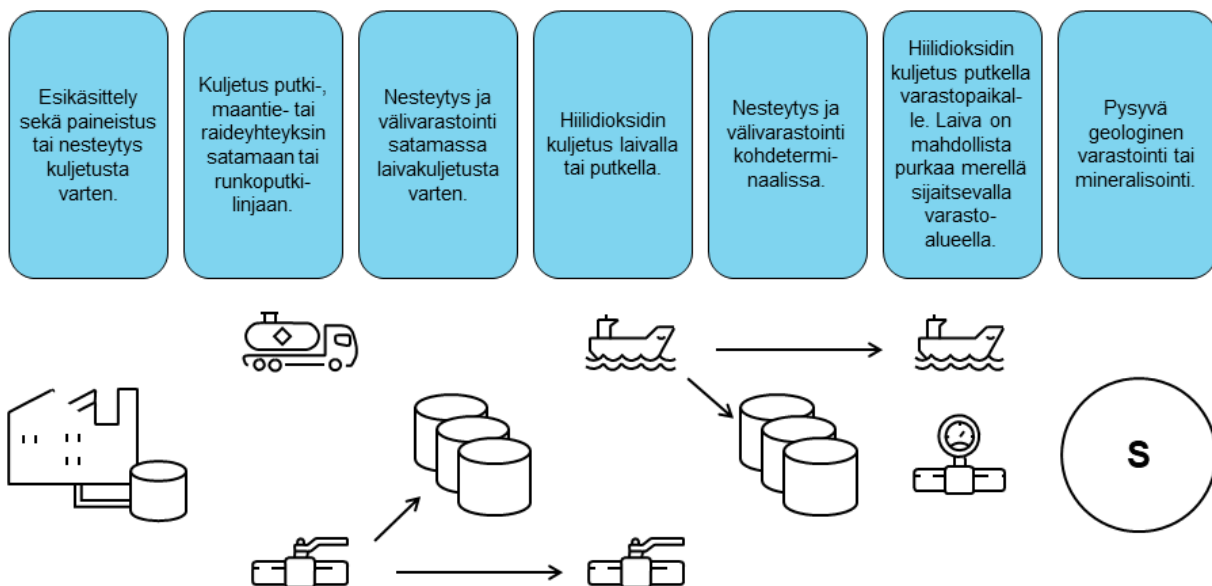 Esikäsittely
sekä paineistus
tai nesteytys
kuljetusta
varten.
Kuljetus putki-,
maantie- tai
raideyhteyksin
satamaan tai
runkoputki-
linjaan.
Nesteytys ja
välivarastointi
satamassa
laivakuljetusta
varten.
Hiilidioksidin
kuljetus laivalla
tai putkella.
Nesteytys ja
välivarastointi
kohdetermi-
naalissa.
Hiilidioksidin
kuljetus putkella
varastopaikal-
le. Laiva on
mahdollista
purkaa merellä
sijaitsevalla
varasto-
alueella.
Pysyvä
geologinen
varastointi tai
mineralisointi.
S